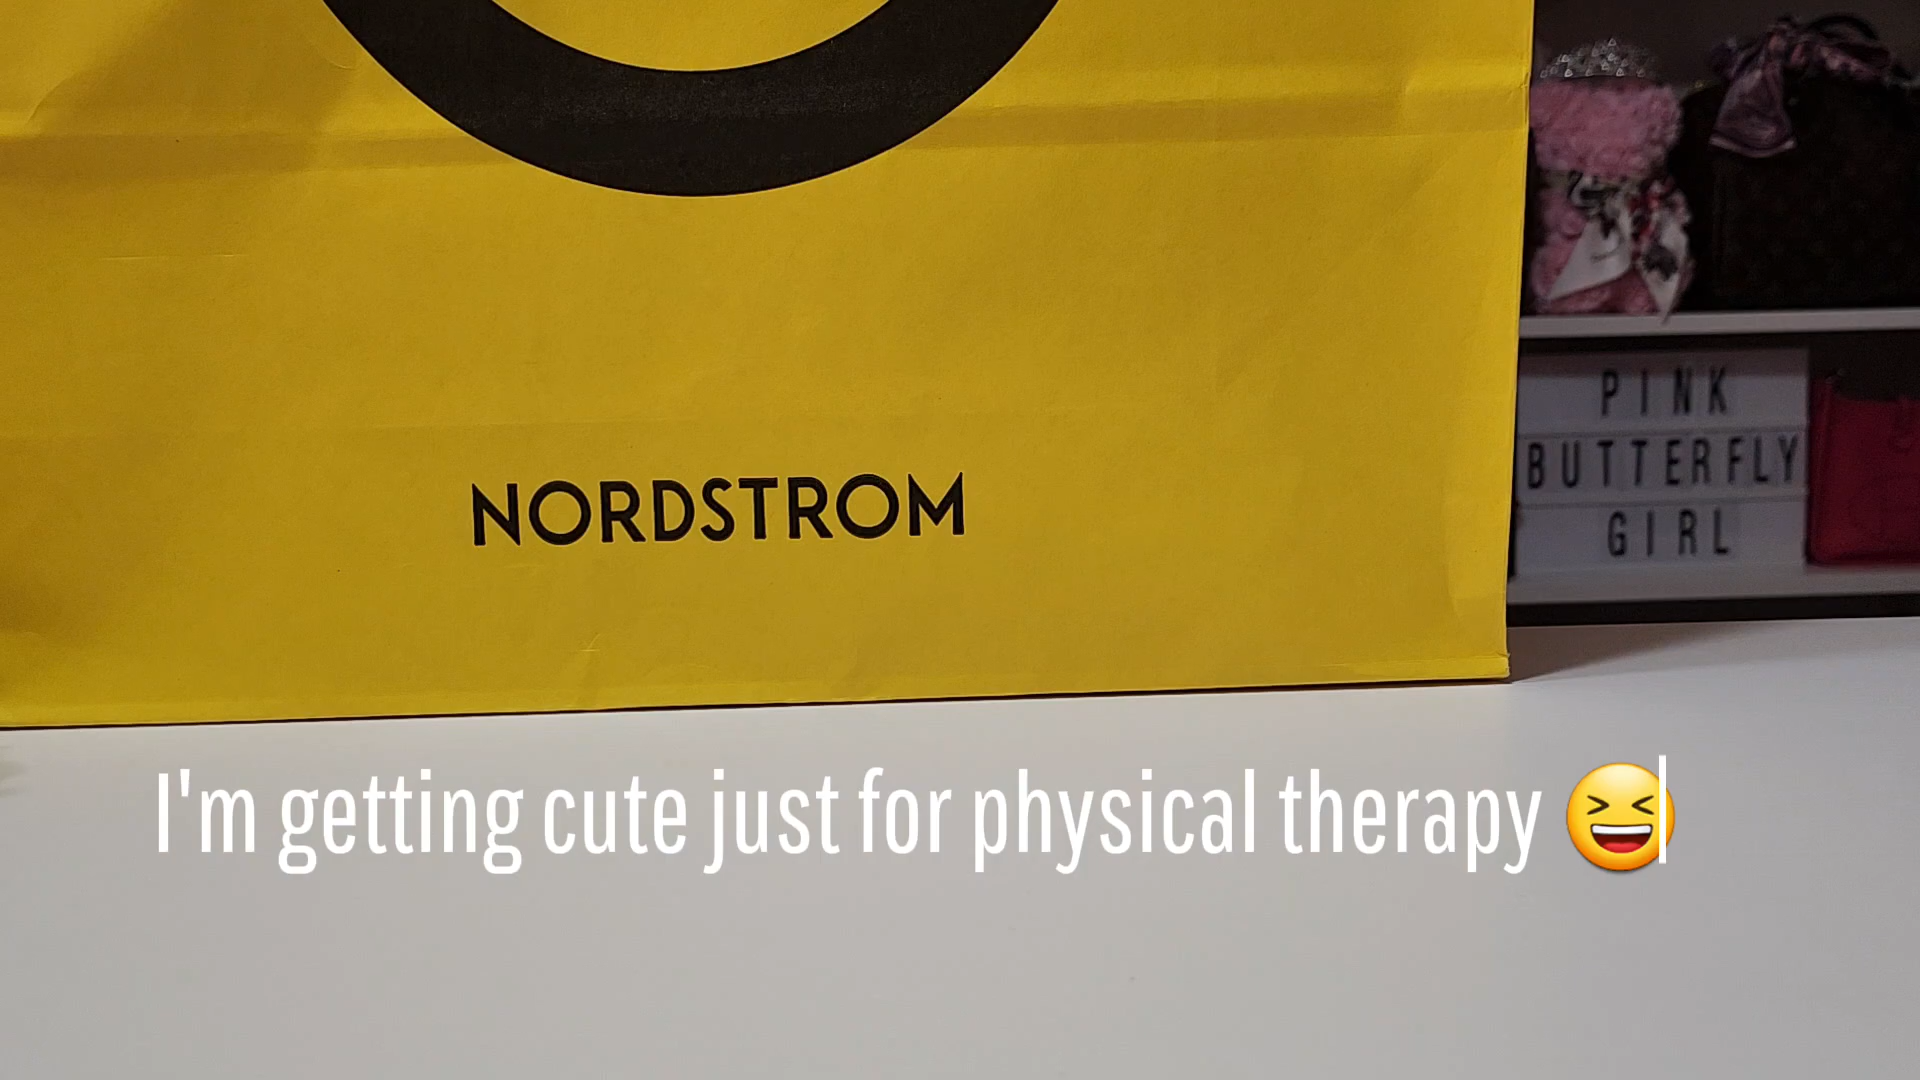 NORDSTROM
PINK
BUTTERFLY
GIRL
I'm getting cute just for physical therapy 😆